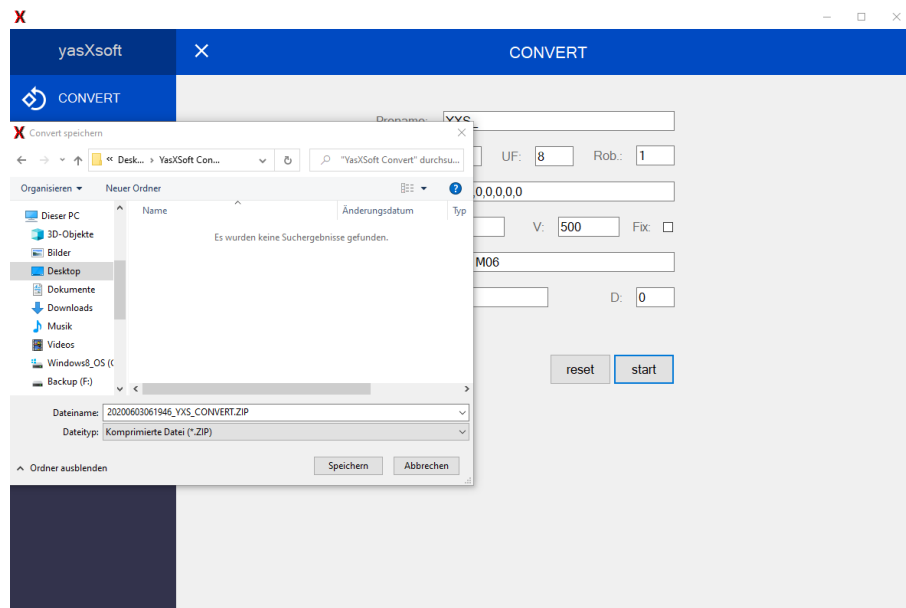 yasXsoft
CONVERT
CONVERT
Convert speichern
« Desk... › YasXSoft Con...
"YasXSoft Convert" durchsu...
UF: 8 Rob.: 1
Organisieren
Neuer Ordner
,0,0,0,0,0
Dieser PC
3D-Objekte
Bilder
Desktop
Dokumente
Downloads
Musik
Videos
Windows8_OS (
Backup (F:)
Name
Änderungsdatum
Typ
Es wurden keine Suchergebnisse gefunden.
V: 500 Fix:
M06
D: 0
reset
start
Dateiname: 20200603061946_YXS_CONVERT.ZIP
Dateityp: Komprimierte Datei (*.ZIP)
Ordner ausblenden
Speichern
Abbrechen